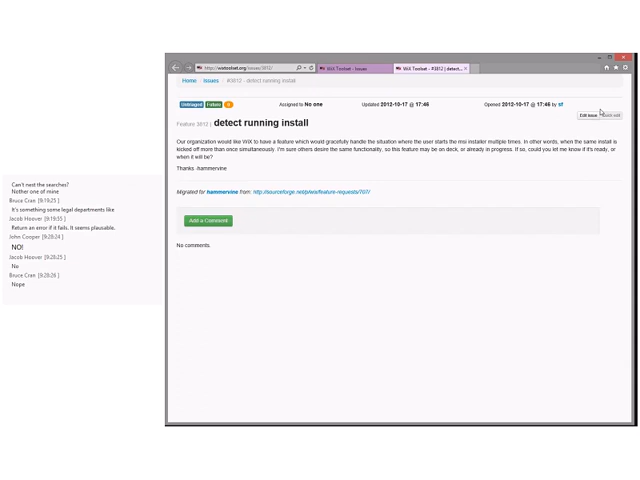 Can't nest the searches?
Nother one of mine
Bruce Cran [9:19:25]
It's something some legal departments like
Jacob Hoover [9:19:55]
Return an error if it fails. It seems plausable.
John Cooper [9:20:24]
NO!
Jacob Hoover [9:20:25]
No
Bruce Cran [9:20:26]
Nope
http://wixtoolset.org/issues/3812/
WiX Toolset - Issues
WiX Toolset - #3812 | detect...
Home Issues #3812 - detect running install
Untriaged Future 0 Assigned to No one Updated 2012-10-17 @ 17:46 Opened 2012-10-17 @ 17:46 by sf
Edit issue Quick edit
Feature 3812 | detect running install
Our organization would like WiX to have a feature which would gracefully handle the situation where the user starts the msi installer multiple times. In other words, when the same install is
kicked off more than once simultaneously. I'm sure others desire the same functionality, so this feature may be on deck, or already in progress. If so, could you let me know if it's ready, or
when it will be?
Thanks -hammervine
Migrated for hammervine from: http://sourceforge.net/p/wix/feature-requests/707/
Add a Comment
No comments.